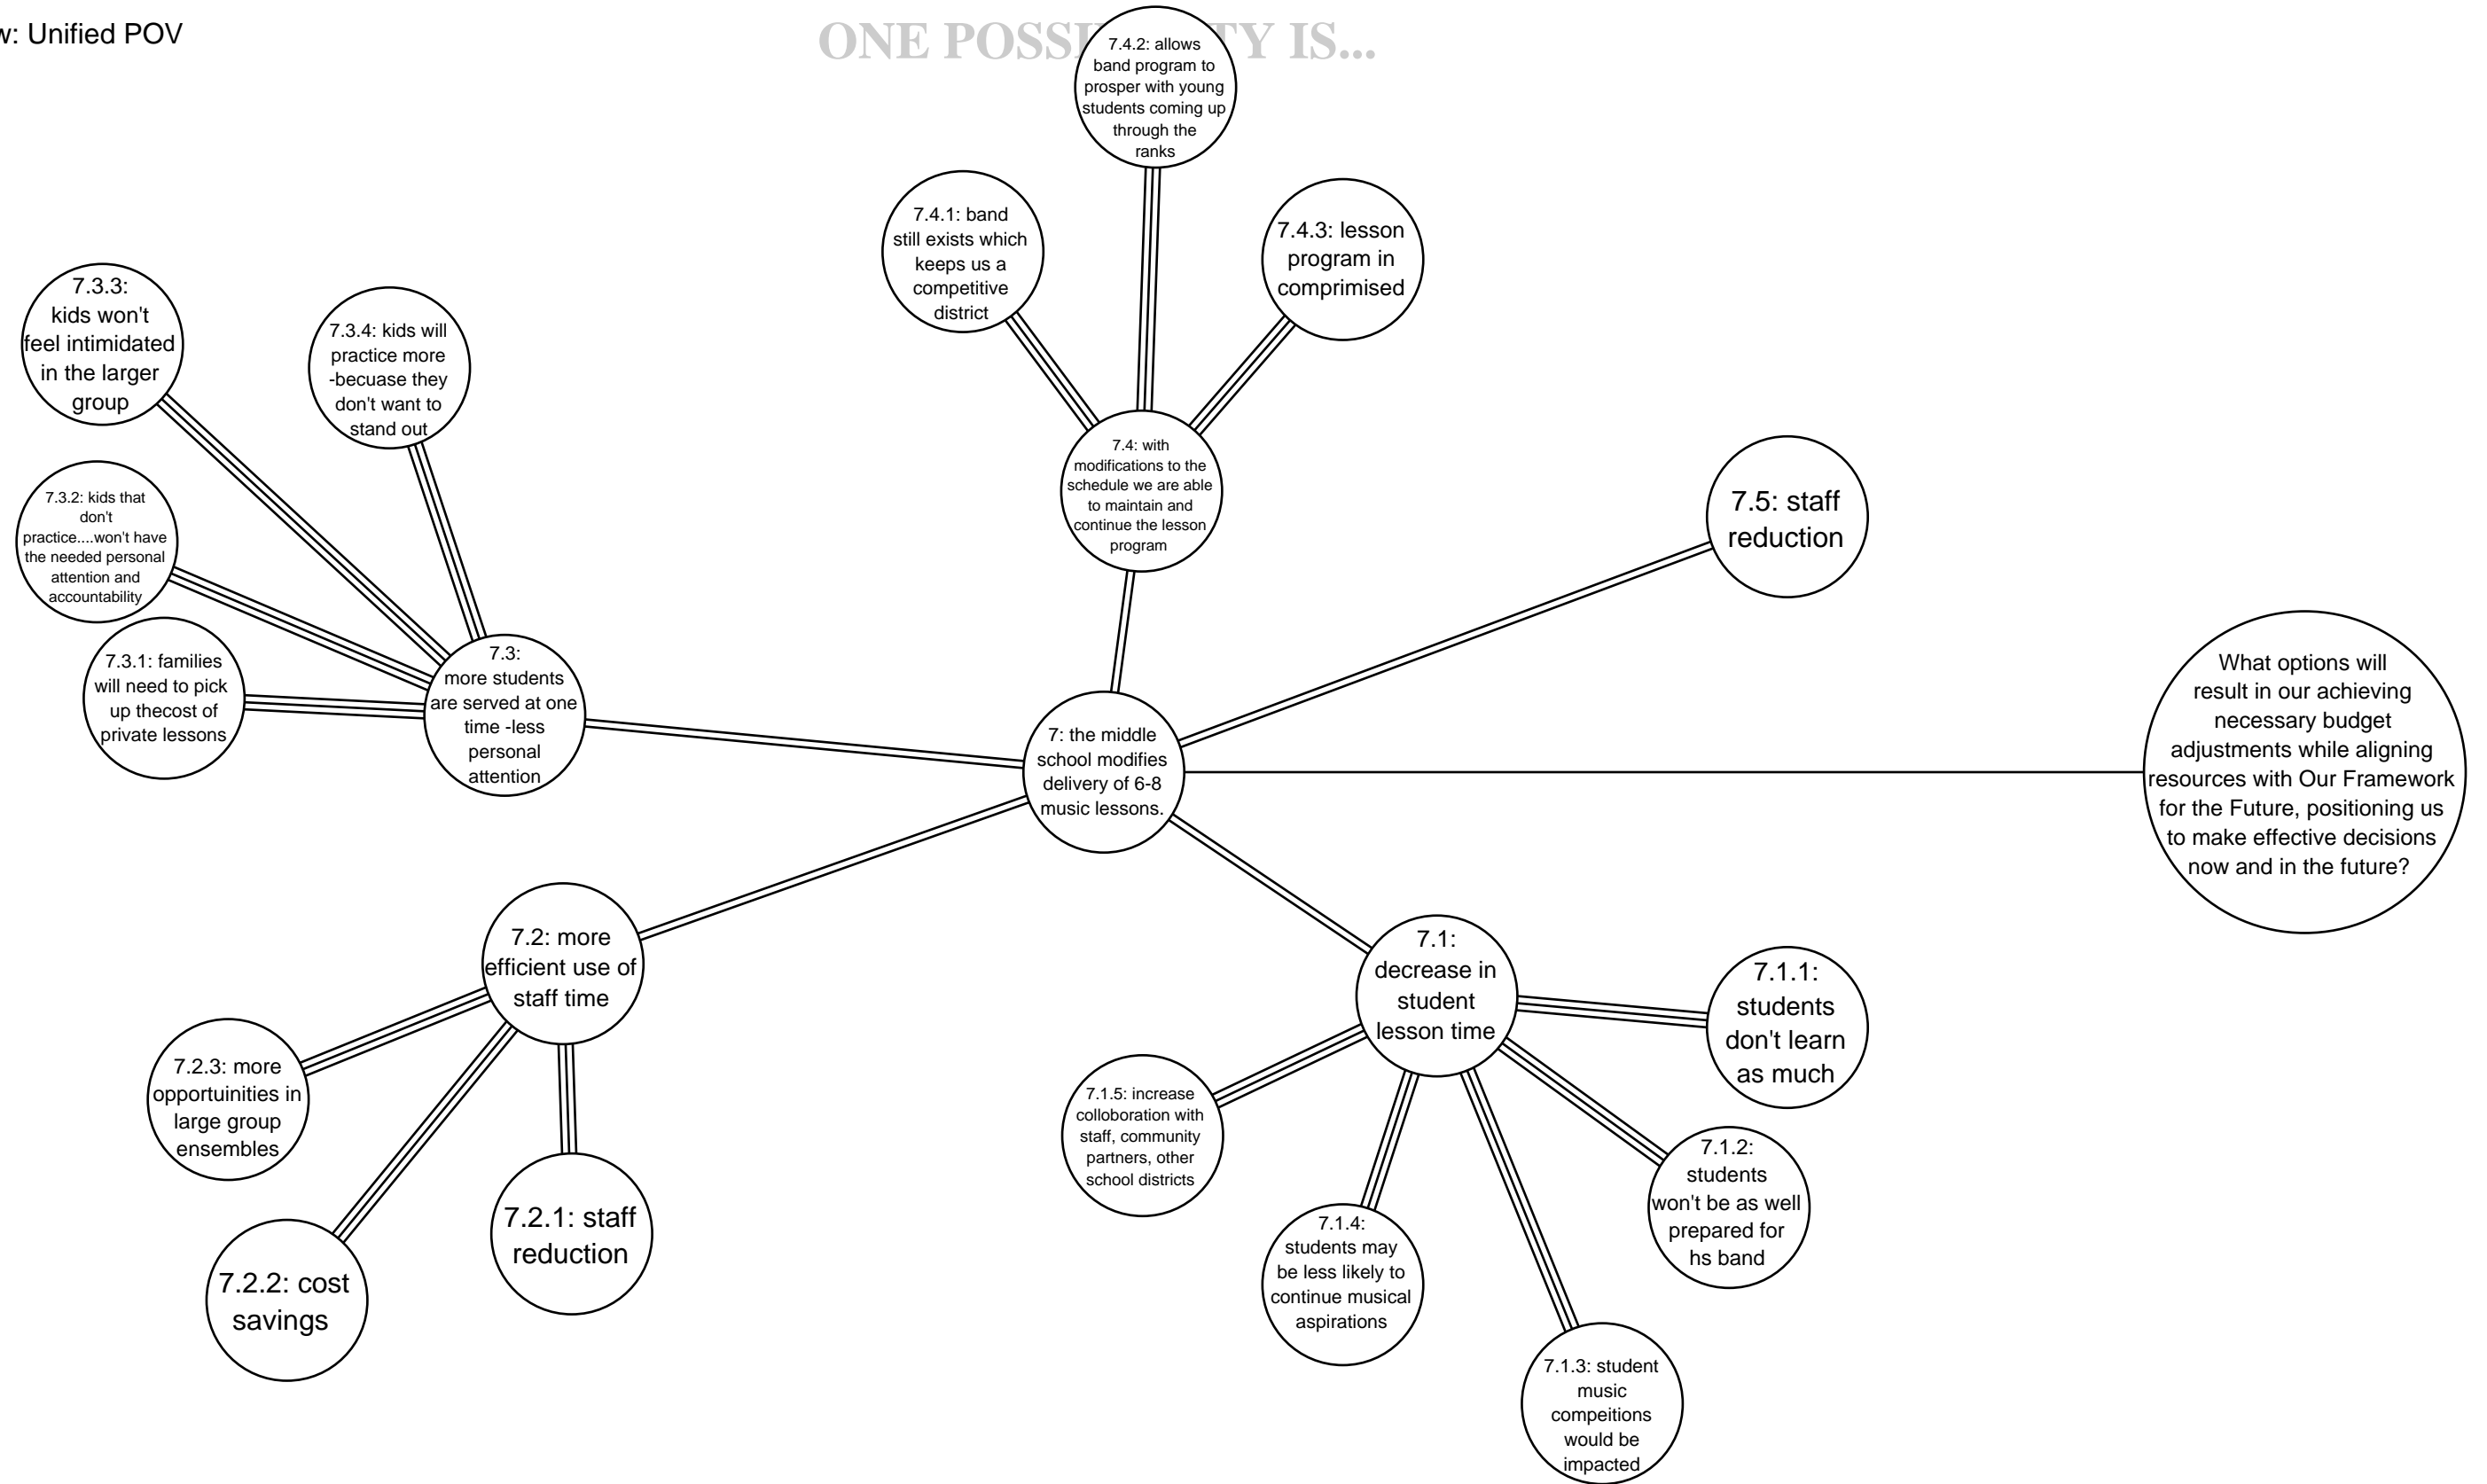 w: Unified POV
ONE POSSI TY IS...
7.4.2: allows
band program to
prosper with young
students coming up
through the
ranks
7.4.1: band
still exists which
keeps us a
competitive
district
7.4.3: lesson
program in
comprimised
7.3.3:
kids won't
feel intimidated
in the larger
group
7.3.4: kids will
practice more
-becuase they
don't want to
stand out
7.4: with
modifications to the
schedule we are able
to maintain and
continue the lesson
program
7.5: staff
reduction
7.3.2: kids that
don't
practice....won't have
the needed personal
attention and
accountability
7.3.1: families
will need to pick
up thecost of
private lessons
7.3:
more students
are served at one
time -less
personal
attention
7: the middle
school modifies
delivery of 6-8
music lessons.
What options will
result in our achieving
necessary budget
adjustments while aligning
resources with Our Framework
for the Future, positioning us
to make effective decisions
now and in the future?
7.2: more
efficient use of
staff time
7.1:
decrease in
student
lesson time
7.1.1:
students
don't learn
as much
7.2.3: more
opportuinities in
large group
ensembles
7.1.5: increase
colloboration with
staff, community
partners, other
school districts
7.1.2:
students
won't be as well
prepared for
hs band
7.2.1: staff
reduction
7.1.4:
students may
be less likely to
continue musical
aspirations
7.2.2: cost
savings
7.1.3: student
music
compeitions
would be
impacted